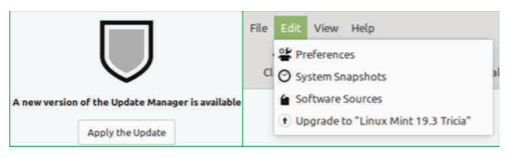 A new version of the Update Manager is available
Apply the Update
File Edit View Help
Preferences
System Snapshots
Software Sources
Upgrade to "Linux Mint 19.3 Tricia"